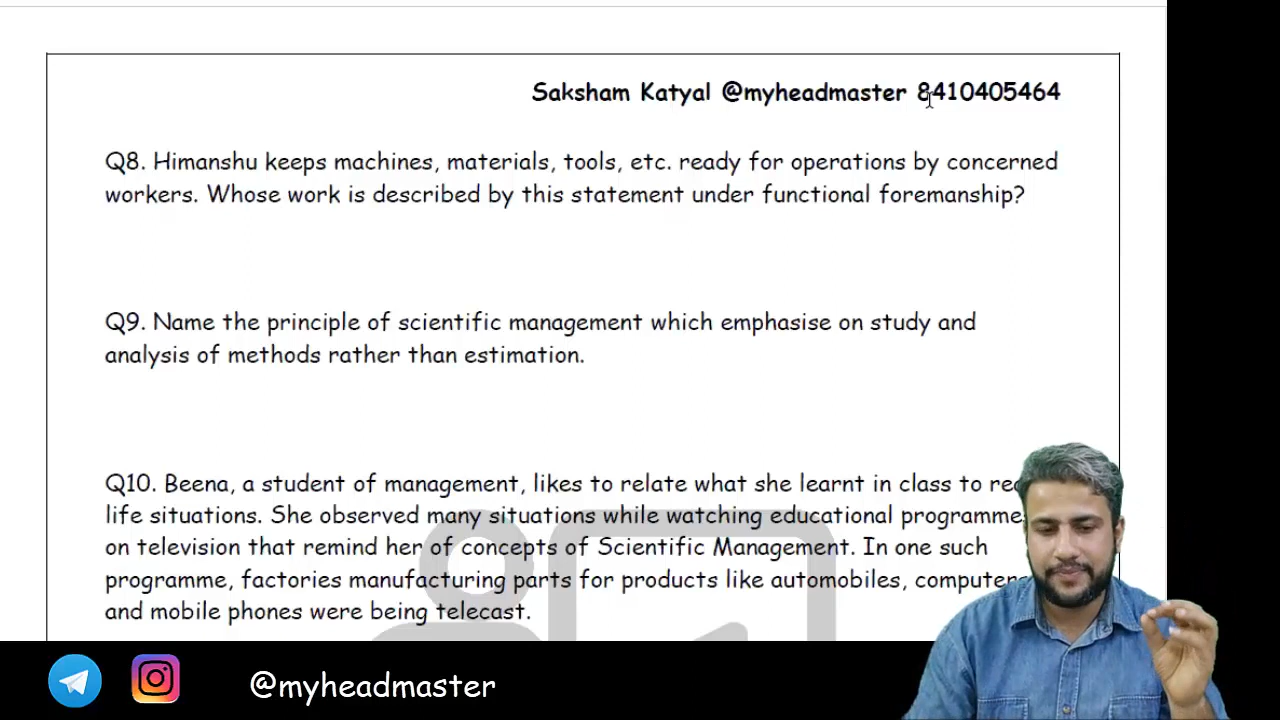 Saksham Katyal @myheadmaster 8410405464
Q8. Himanshu keeps machines, materials, tools, etc. ready for operations by concerned
workers. Whose work is described by this statement under functional foremanship?
Q9. Name the principle of scientific management which emphasise on study and
analysis of methods rather than estimation.
Q10. Beena, a student of management, likes to relate what she learnt in class to
life situations. She observed many situations while watching educational
on television that remind her of concepts of Scientific Management. In one such
programme, factories manufacturing parts for products like automobiles,
and mobile phones were being telecast.
@myheadmaster